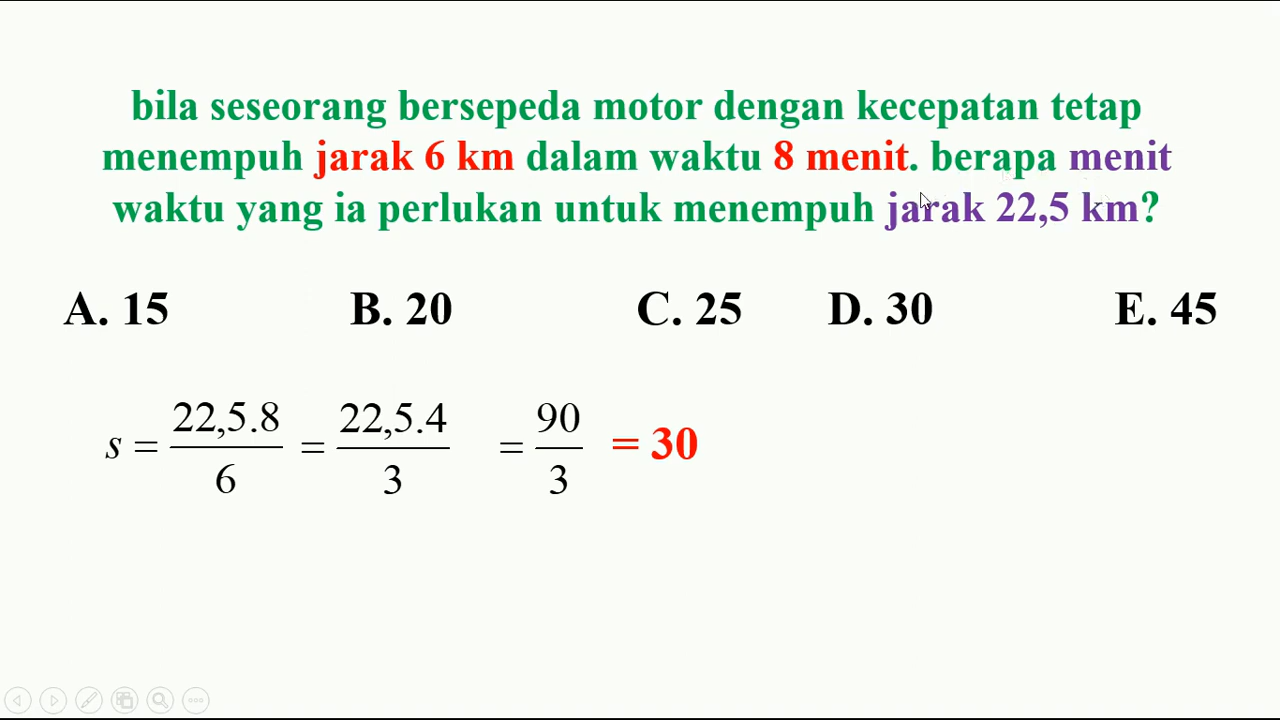 bila seseorang bersepeda motor dengan kecepatan tetap
menempuh jarak 6 km dalam waktu 8 menit. berapa menit
waktu yang ia perlukan untuk menempuh jarak 22,5 km?
A. 15 B. 20 C. 25 D. 30 E. 45
s = 22,5.8/6 = 22,5.4/3 = 90/3 = 30